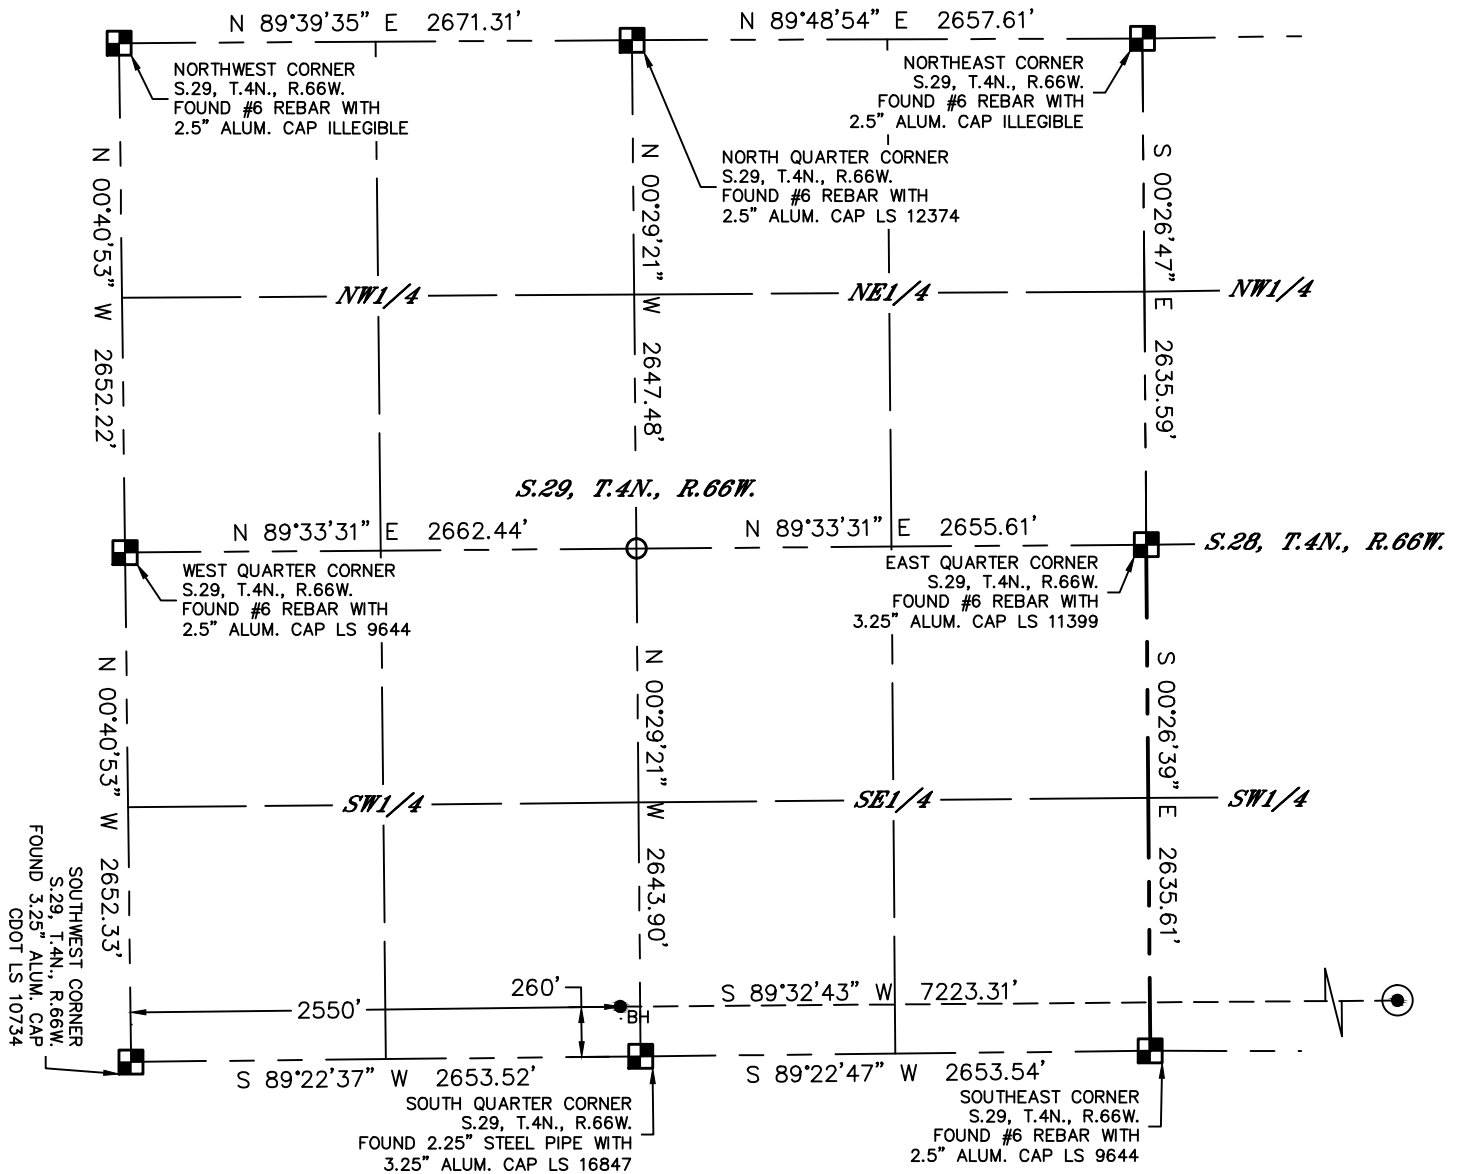 N 89°39'35" E 2671.31'
N 89°48'54" E 2657.61'
NORTHWEST CORNER
S.29, T.4N., R.66W.
FOUND #6 REBAR WITH
2.5" ALUM. CAP ILLEGIBLE
NORTHEAST CORNER
S.29, T.4N., R.66W.
FOUND #6 REBAR WITH
2.5" ALUM. CAP ILLEGIBLE
NORTH QUARTER CORNER
S.29, T.4N., R.66W.
FOUND #6 REBAR WITH
2.5" ALUM. CAP LS 12374
N 00°40'53" W 2652.22'
N 00°29'21" W 2647.48'
S 00°26'47" E 2635.59'
NW1/4
NE1/4
NW1/4
S.29, T.4N., R.66W.
N 89°33'31" E 2662.44'
N 89°33'31" E 2655.61'
S.28, T.4N., R.66W.
WEST QUARTER CORNER
S.29, T.4N., R.66W.
FOUND #6 REBAR WITH
2.5" ALUM. CAP LS 9644
EAST QUARTER CORNER
S.29, T.4N., R.66W.
FOUND #6 REBAR WITH
3.25" ALUM. CAP LS 11399
N 00°40'53" W 2652.33'
N 00°29'21" W 2643.90'
S 00°26'39" E 2635.61'
SW1/4
SE1/4
SW1/4
SOUTHWEST CORNER
S.29, T.4N., R.66W.
FOUND 3.25" ALUM. CAP
CDOT LS 10734
2550'
260'
BH
S 89°32'43" W 7223.31'
S 89°22'37" W 2653.52'
S 89°22'47" W 2653.54'
SOUTH QUARTER CORNER
S.29, T.4N., R.66W.
FOUND 2.25" STEEL PIPE WITH
3.25" ALUM. CAP LS 16847
SOUTHEAST CORNER
S.29, T.4N., R.66W.
FOUND #6 REBAR WITH
2.5" ALUM. CAP LS 9644